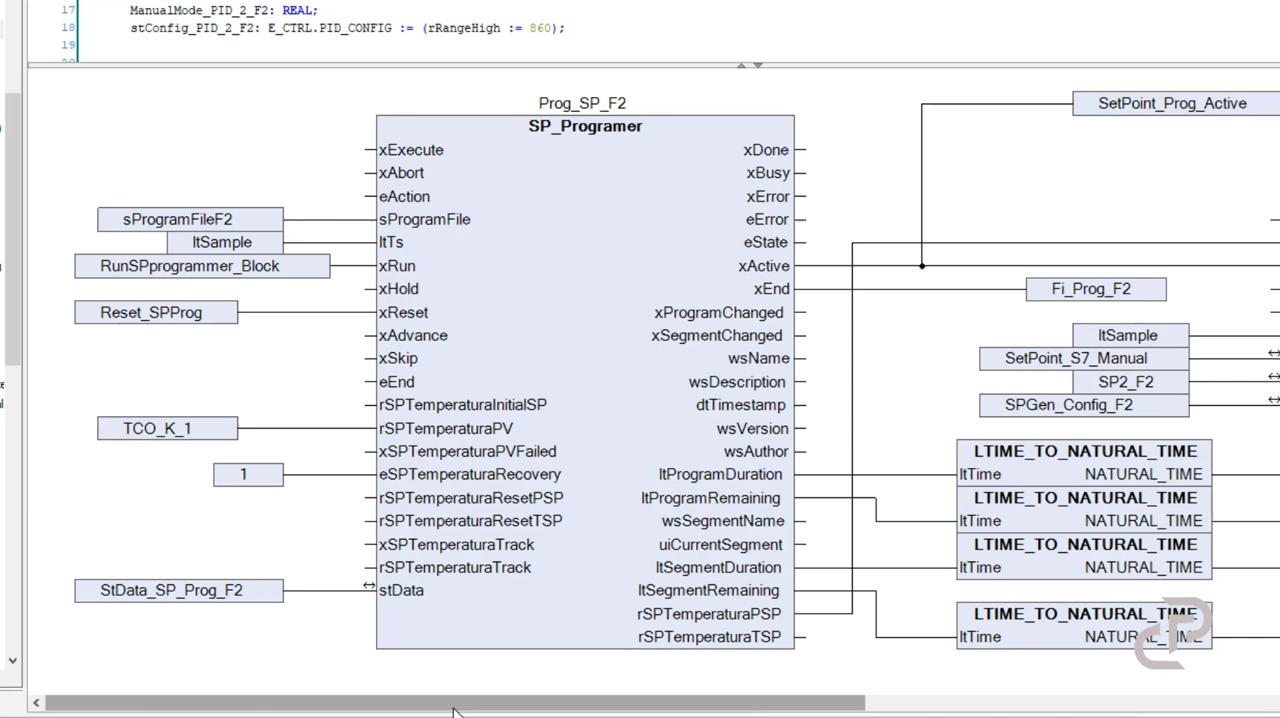 17 ManualMode_PID_2_F2: REAL;
18 stConfig_PID_2_F2: E_CTRL.PID_CONFIG := (rRangeHigh := 860);
19
Prog_SP_F2
SetPoint_Prog_Active
SP_Programer
xExecute xDone
xAbort xBusy
eAction xError
sProgramFileF2 sProgramFile eError
ltSample ltTs eState
RunSPprogrammer_Block xRun xActive
xHold xEnd Fi_Prog_F2
Reset_SPProg xReset xProgramChanged
xAdvance xSegmentChanged ltSample
xSkip wsName SetPoint_S7_Manual
eEnd wsDescription SP2_F2
rSPTemperaturaInitialSP dtTimestamp SPGen_Config_F2
TCO_K_1 rSPTemperaturaPV wsVersion
xSPTemperaturaPVFailed wsAuthor LTIME_TO_NATURAL_TIME
1 eSPTemperaturaRecovery ltProgramDuration ltTime NATURAL_TIME
rSPTemperaturaResetPSP ltProgramRemaining LTIME_TO_NATURAL_TIME
rSPTemperaturaResetTSP wsSegmentName ltTime NATURAL_TIME
xSPTemperaturaTrack uiCurrentSegment LTIME_TO_NATURAL_TIME
rSPTemperaturaTrack ltSegmentDuration ltTime NATURAL_TIME
StData_SP_Prog_F2 stData ltSegmentRemaining
rSPTemperaturaPSP LTIME_TO_NATURAL_TIME
rSPTemperaturaTSP ltTime NATURAL_TIME